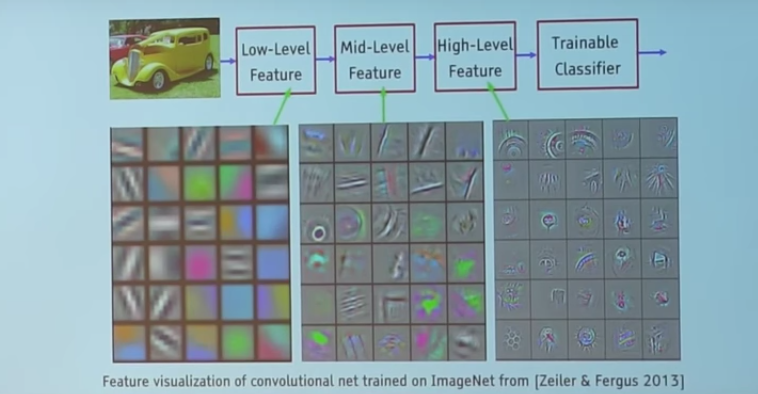 Low-Level
Feature
Mid-Level
Feature
High-Level
Feature
Trainable
Classifier
Feature visualization of convolutional net trained on ImageNet from [Zeiler & Fergus 2013]